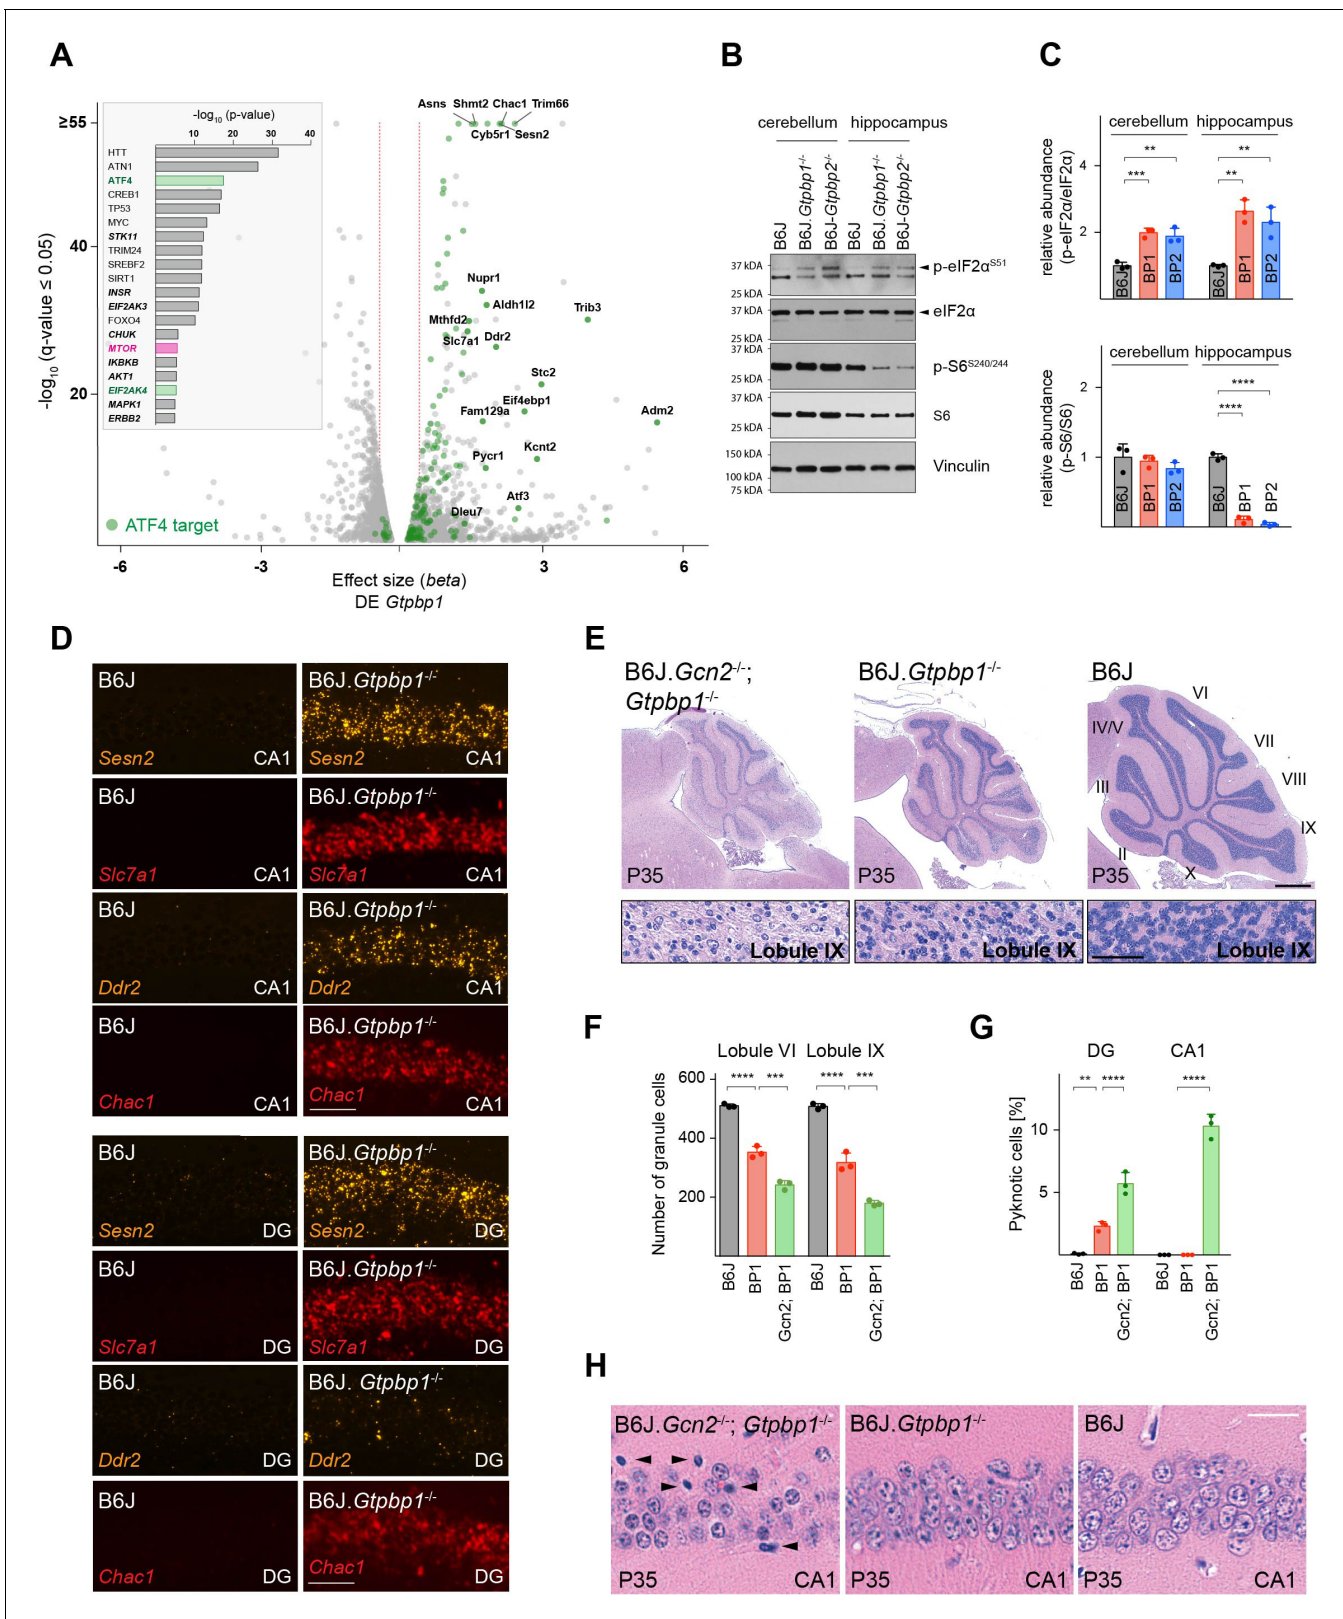 A
-log10 (p-value)
10 20 30 40
HTT
ATN1
ATF4
CREB1
TP53
MYC
STK11
TRIM24
SREBF2
SIRT1
INSR
EIF2AK3
FOXO4
CHUK
MTOR
IKBKB
AKT1
EIF2AK4
MAPK1
ERBB2
-log10 (q-value ≤ 0.05)
≥55
40
20
Asns Shmt2 Chac1 Trim66
Cyb5r1 Sesn2
Nupr1
Aldh1l2
Trib3
Mthfd2
Slc7a1 Ddr2
Stc2
Eif4ebp1
Fam129a
Adm2
Kcnt2
Pycr1
Atf3
Dleu7
ATF4 target
-6 -3 3 6
Effect size (beta)
DE Gtpbp1
B
cerebellum hippocampus
B6J
B6J.Gtpbp1-/-
B6J-Gtpbp2-/-
B6J
B6J.Gtpbp1-/-
B6J-Gtpbp2-/-
37 kDA
25 kDA
p-eIF2αS51
37 kDA
25 kDA
eIF2α
37 kDA
25 kDA
p-S6S240/244
37 kDA
25 kDA
S6
150 kDA
100 kDA
75 kDA
Vinculin
C
relative abundance
(p-eIF2α/eIF2α)
cerebellum hippocampus
4
2
** **
*** **
B6J BP1 BP2 B6J BP1 BP2
relative abundance
(p-S6/S6)
cerebellum hippocampus
2
1
****
****
B6J BP1 BP2 B6J BP1 BP2
D
B6J
Sesn2 CA1
B6J.Gtpbp1-/-
Sesn2 CA1
B6J
Slc7a1 CA1
B6J.Gtpbp1-/-
Slc7a1 CA1
B6J
Ddr2 CA1
B6J.Gtpbp1-/-
Ddr2 CA1
B6J
Chac1 CA1
B6J.Gtpbp1-/-
Chac1 CA1
B6J
Sesn2 DG
B6J.Gtpbp1-/-
Sesn2 DG
B6J
Slc7a1 DG
B6J.Gtpbp1-/-
Slc7a1 DG
B6J
Ddr2 DG
B6J. Gtpbp1-/-
Ddr2 DG
B6J
Chac1 DG
B6J.Gtpbp1-/-
Chac1 DG
E
B6J.Gcn2-/-;
Gtpbp1-/-
P35
B6J.Gtpbp1-/-
P35
B6J
VI
IV/V
VII
III
VIII
IX
II
X
P35
Lobule IX
Lobule IX
Lobule IX
F
Number of granule cells
Lobule VI Lobule IX
600
400
200
**** *** **** ***
B6J BP1 Gcn2; BP1 B6J BP1 Gcn2; BP1
G
Pyknotic cells [%]
DG CA1
10
5
** **** ****
B6J BP1 Gcn2; BP1 B6J BP1 Gcn2; BP1
H
B6J.Gcn2-/-; Gtpbp1-/-
P35 CA1
B6J.Gtpbp1-/-
P35 CA1
B6J
P35 CA1